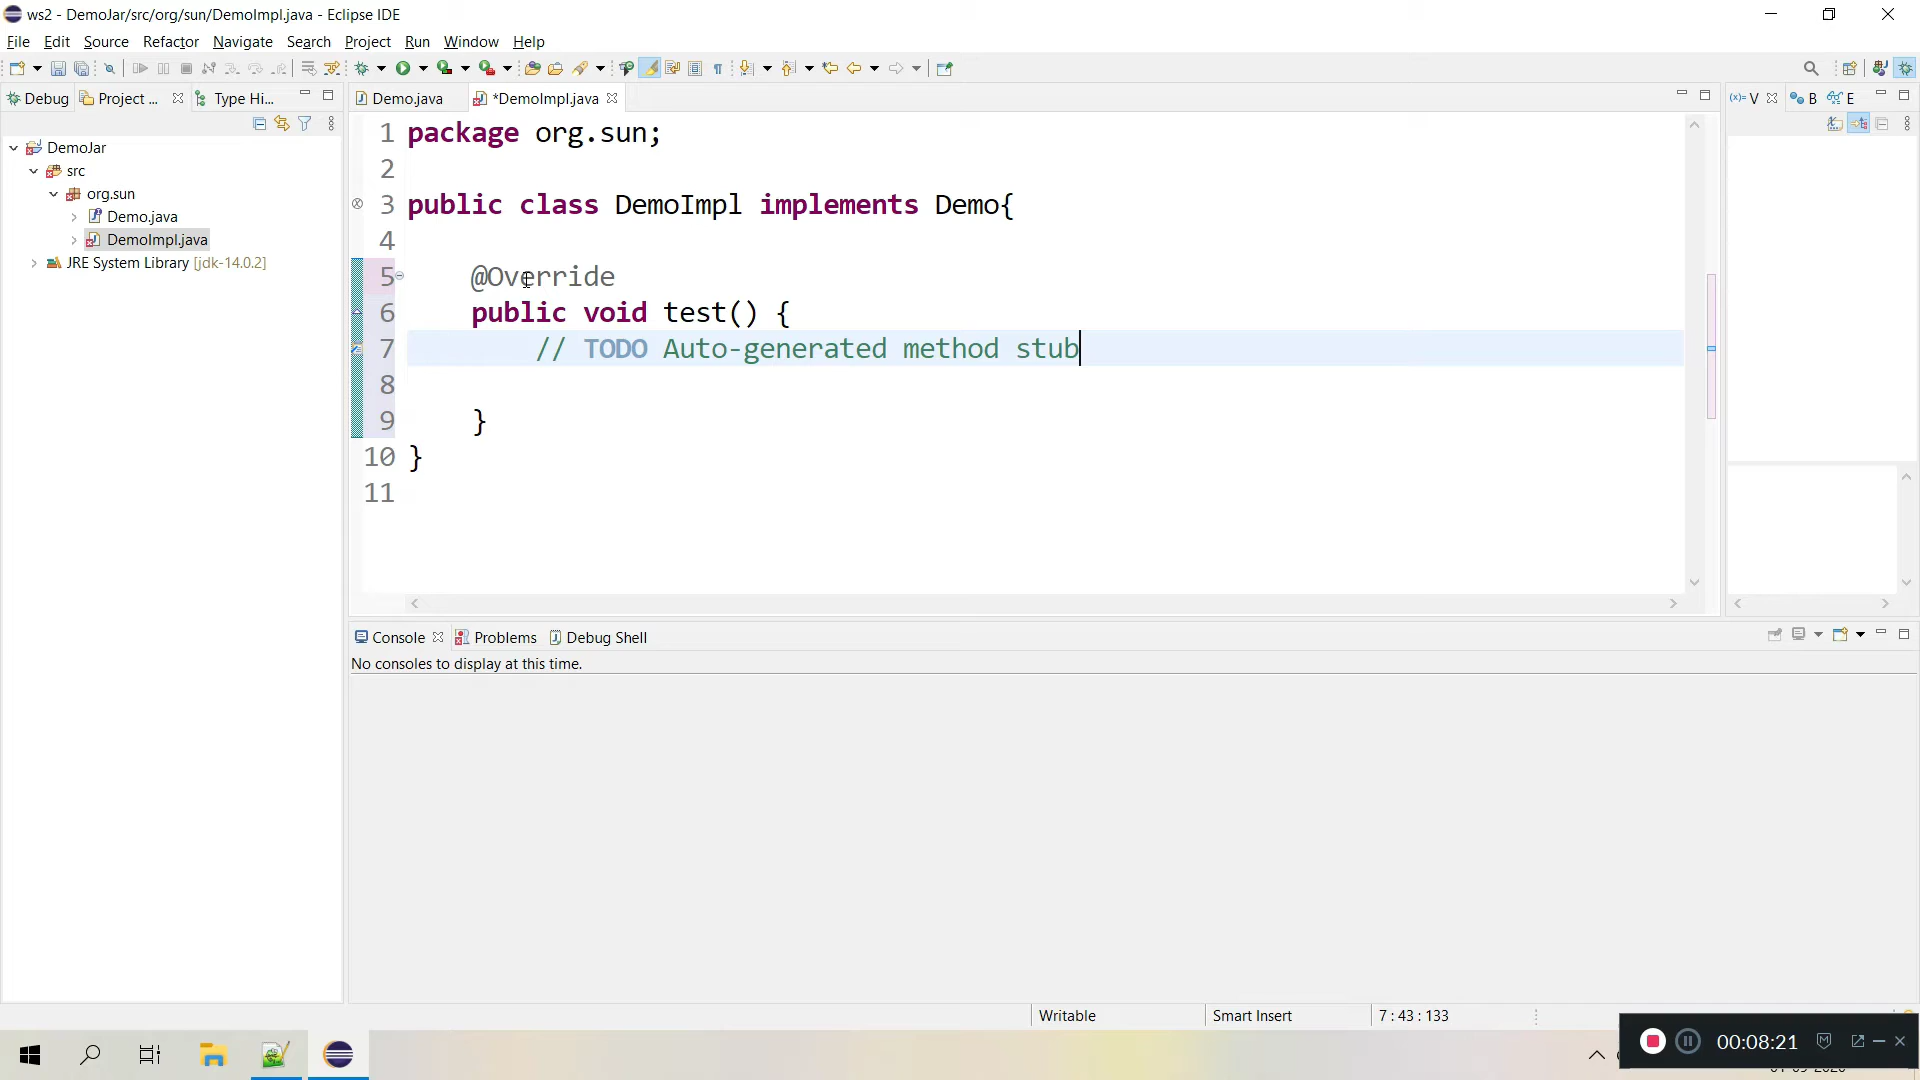 ws2 - DemoJar/src/org/sun/DemoImpl.java - Eclipse IDE
File Edit Source Refactor Navigate Search Project Run Window Help
Debug Project ... Type Hi... Demo.java *DemoImpl.java V B E
DemoJar
src
org.sun
Demo.java
DemoImpl.java
JRE System Library [jdk-14.0.2]
1 package org.sun;
2
3 public class DemoImpl implements Demo{
4
5 @Override
6 public void test() {
7 // TODO Auto-generated method stub
8
9 }
10 }
11
Console Problems Debug Shell
No consoles to display at this time.
Writable Smart Insert 7 : 43 : 133
00:08:21